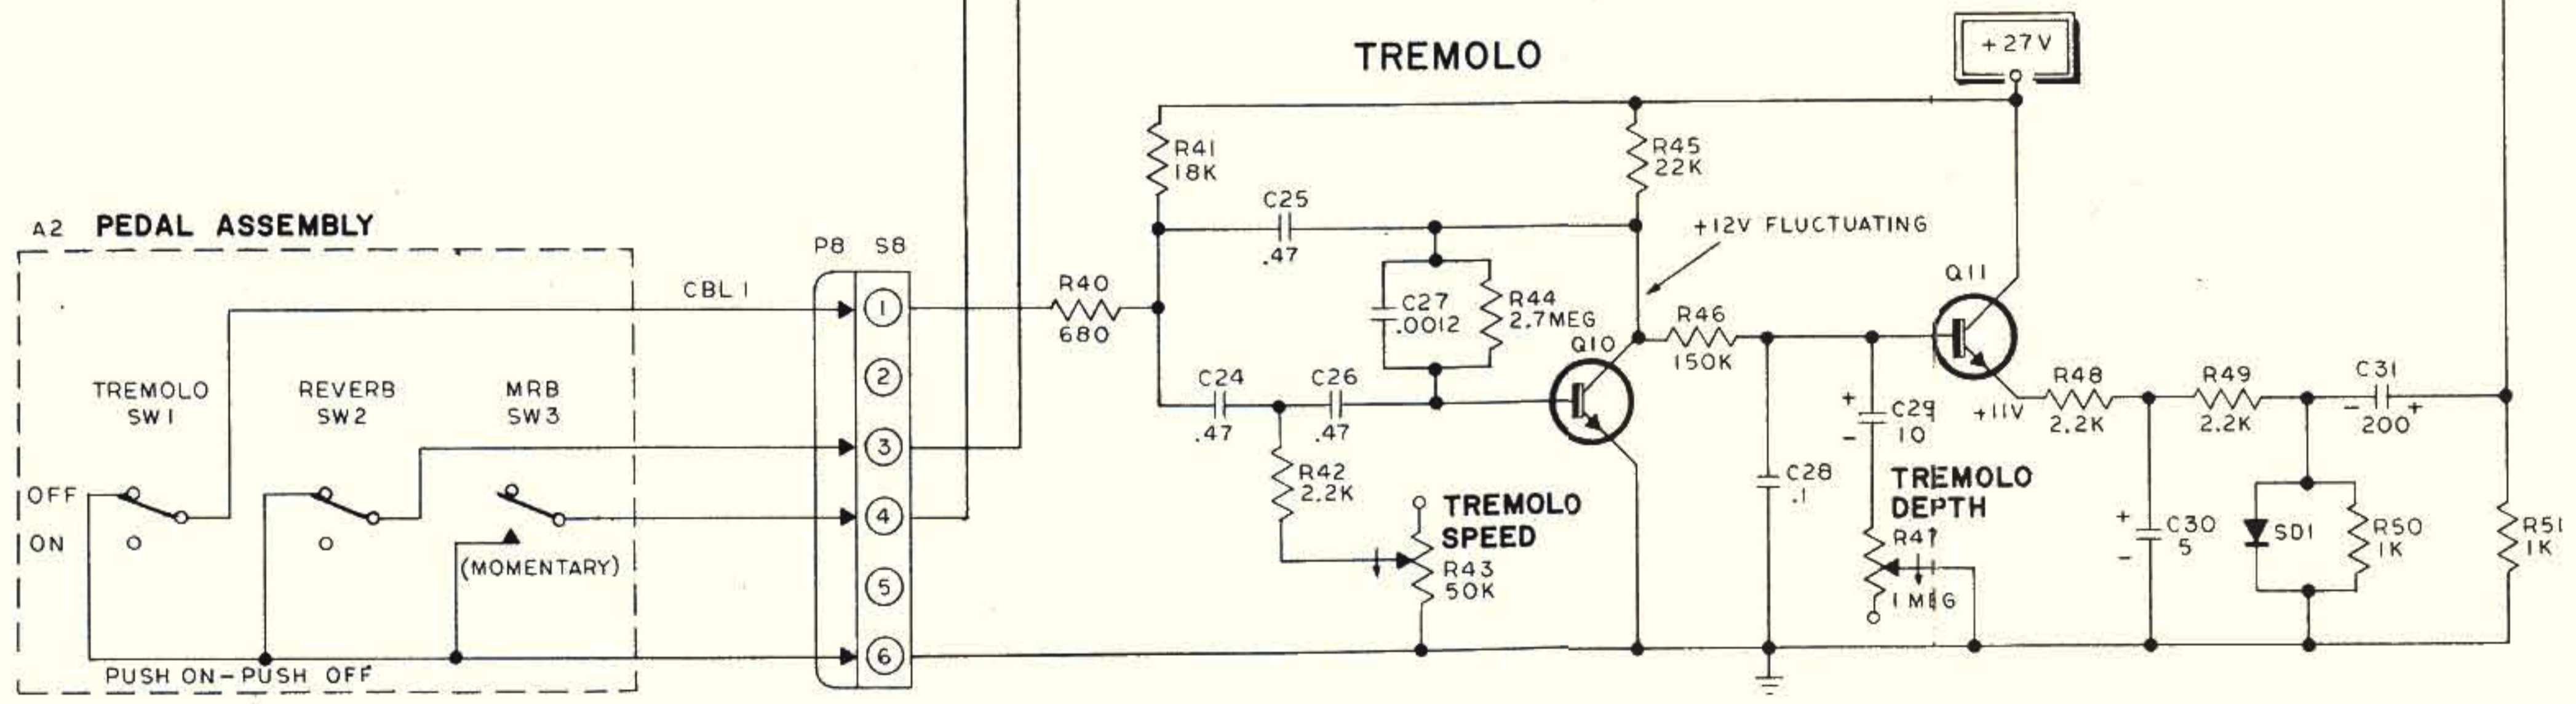 TREMOLO
+27V
R41
18K
R45
22K
C25
.47
+12V FLUCTUATING
A2 PEDAL ASSEMBLY
P8 S8
CBL 1
R40
680
C27
.0012
R44
2.7MEG
Q10
R46
150K
Q11
TREMOLO
SW1
REVERB
SW2
MRB
SW3
1
2
3
4
5
6
C24
.47
C26
.47
+11V
R48
2.2K
R49
2.2K
C31
- +
200
+
C29
-
10
R42
2.2K
TREMOLO
SPEED
R43
50K
C28
.1
TREMOLO
DEPTH
R47
1 MEG
+
C30
5
-
SD1
R50
1K
R51
1K
OFF
ON
(MOMENTARY)
PUSH ON-PUSH OFF